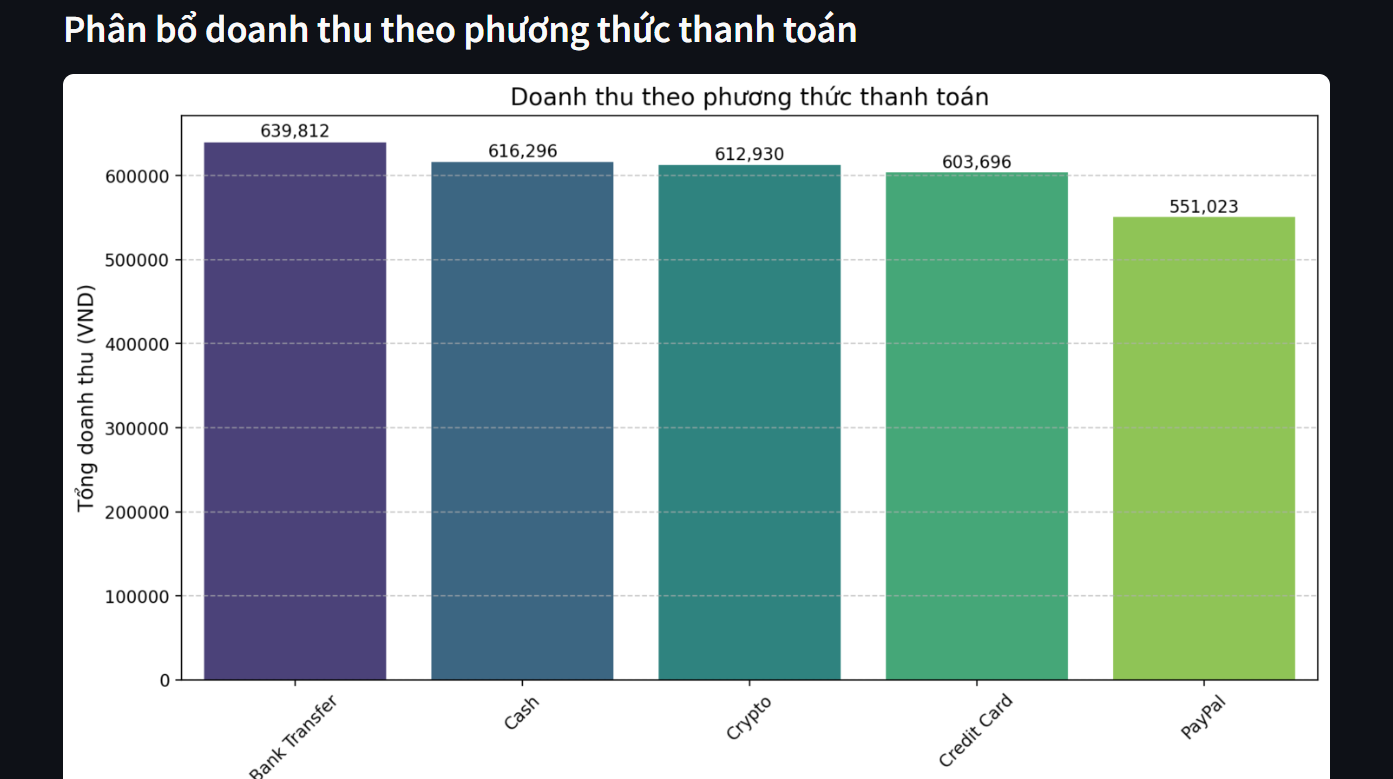 Phân bổ doanh thu theo phương thức thanh toán
Doanh thu theo phương thức thanh toán
639,812
616,296
612,930
603,696
551,023
600000
500000
400000
300000
200000
100000
0
Tổng doanh thu (VND)
Bank Transfer
Cash
Crypto
Credit Card
PayPal